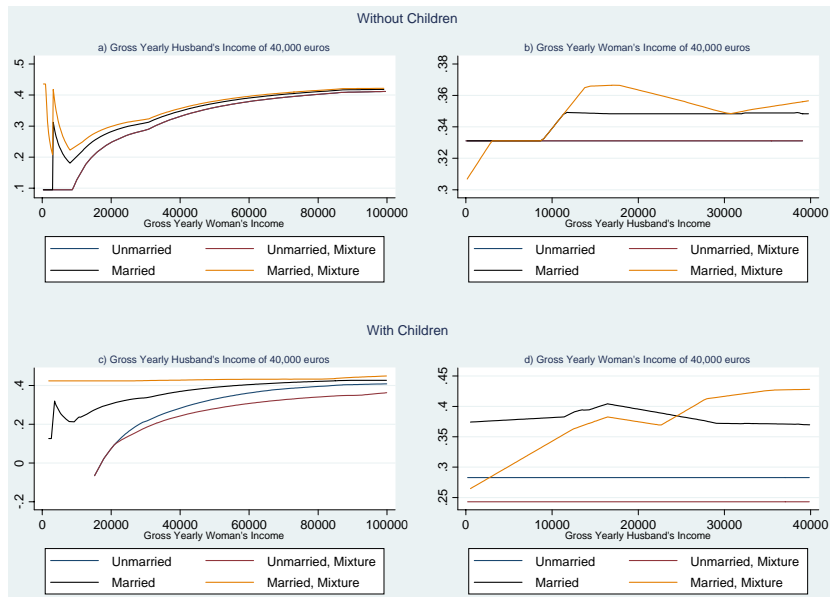 Without Children
a) Gross Yearly Husband's Income of 40,000 euros
b) Gross Yearly Woman's Income of 40,000 euros
.5
.4
.3
.2
.1
0 20000 40000 60000 80000 100000
Gross Yearly Woman's Income
.38
.36
.34
.32
.3
0 10000 20000 30000 40000
Gross Yearly Husband's Income
Unmarried Unmarried, Mixture
Married Married, Mixture
Unmarried Unmarried, Mixture
Married Married, Mixture
With Children
c) Gross Yearly Husband's Income of 40,000 euros
d) Gross Yearly Woman's Income of 40,000 euros
.4
.2
0
-.2
0 20000 40000 60000 80000 100000
Gross Yearly Woman's Income
.45
.4
.35
.3
.25
0 10000 20000 30000 40000
Gross Yearly Husband's Income
Unmarried Unmarried, Mixture
Married Married, Mixture
Unmarried Unmarried, Mixture
Married Married, Mixture